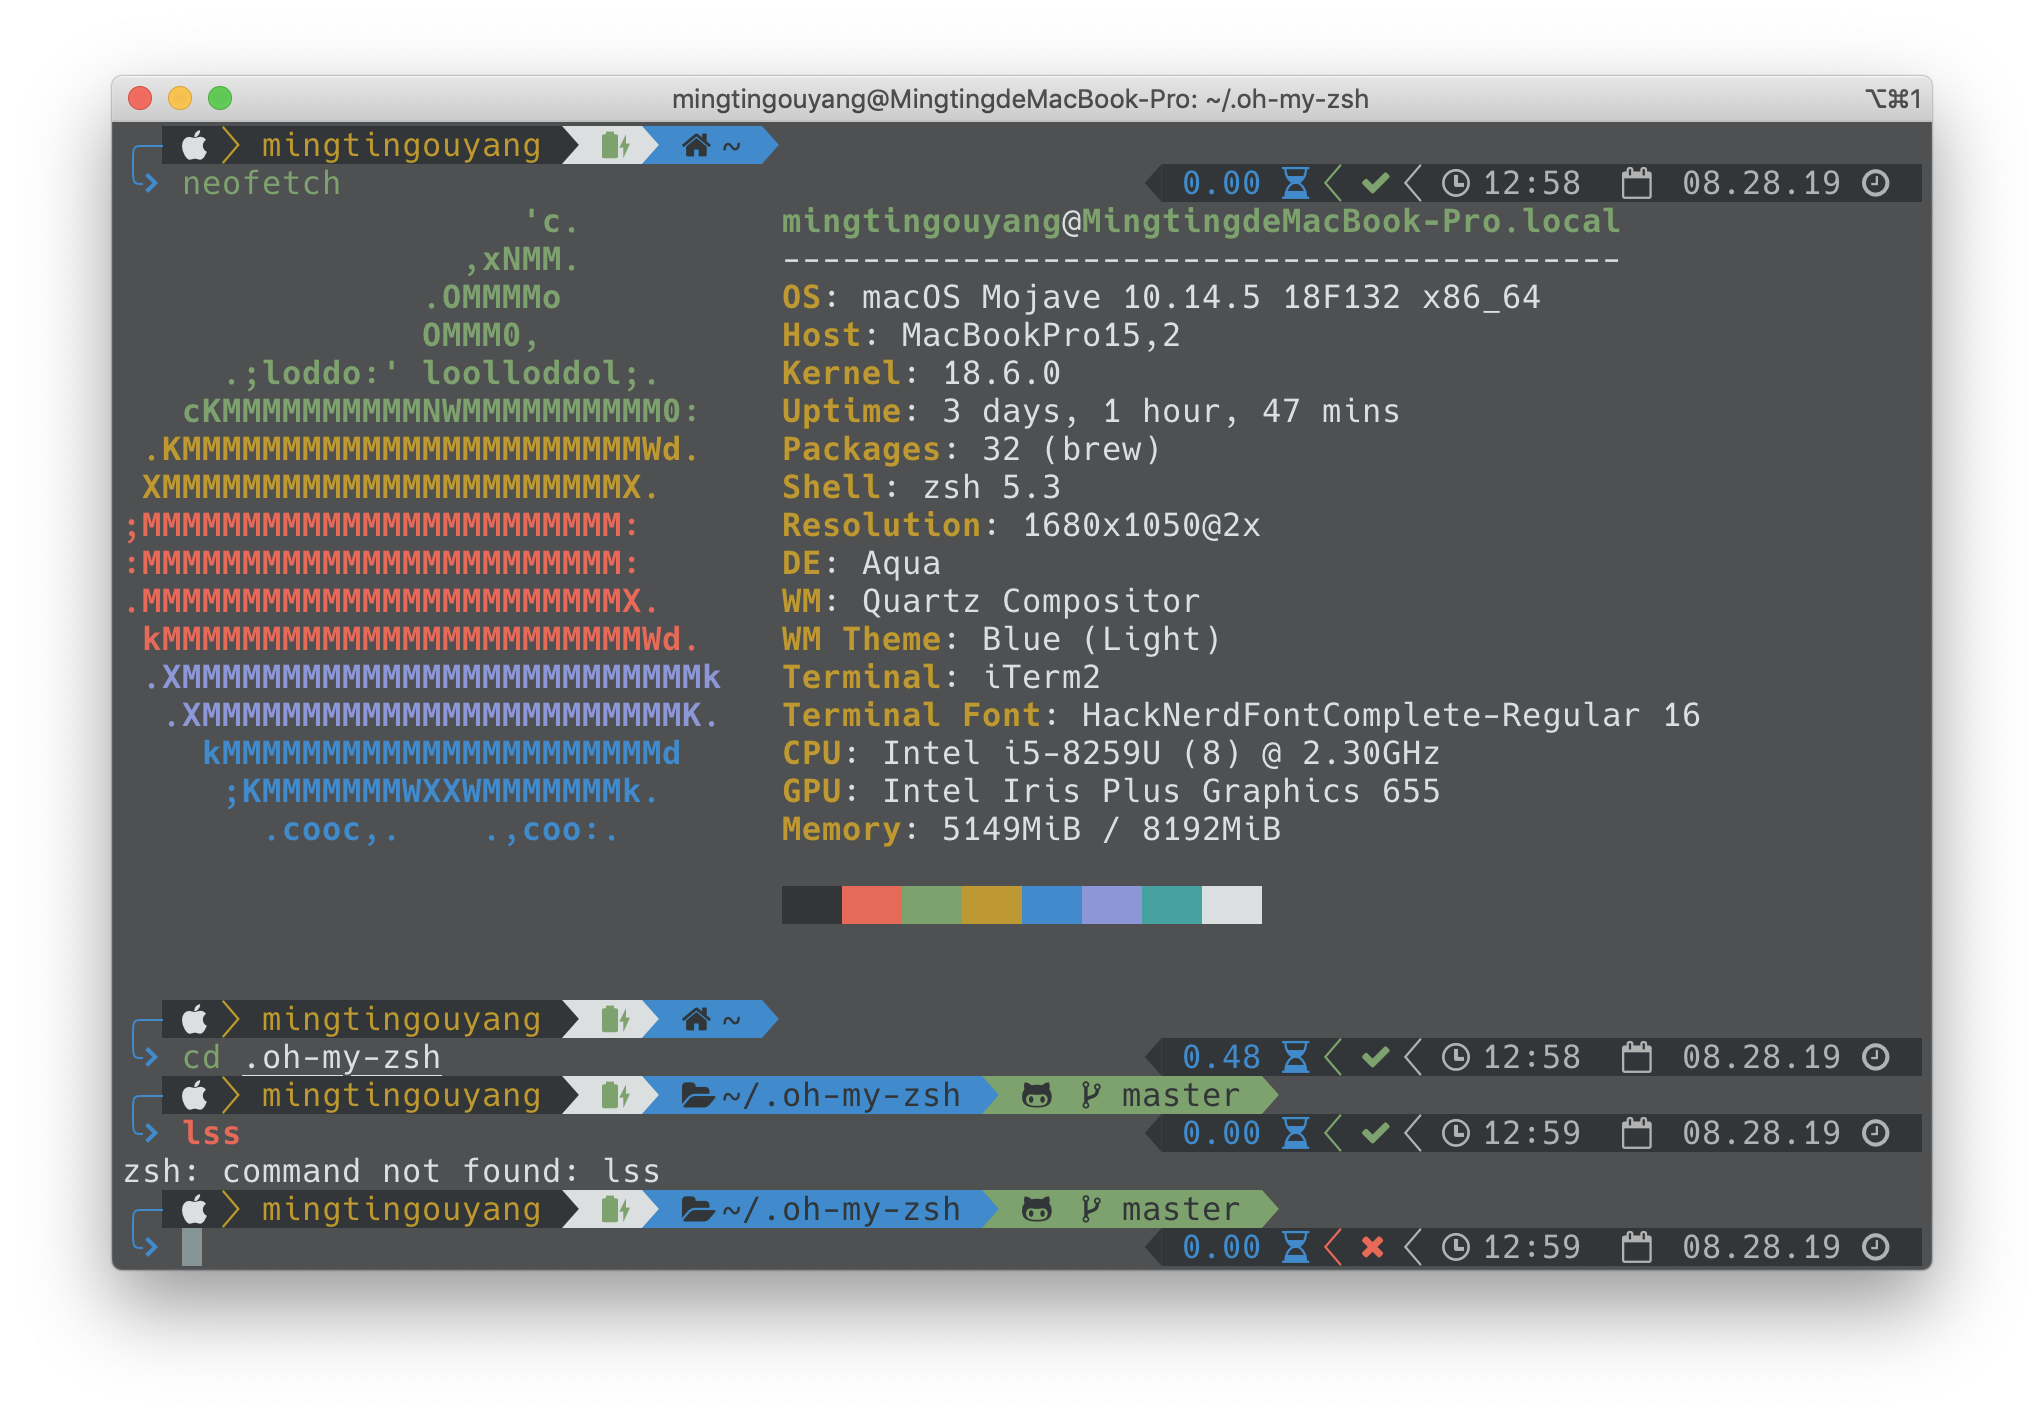 mingtingouyang@MingtingdeMacBook-Pro: ~/.oh-my-zsh ⌥⌘1
mingtingouyang ~
neofetch 0.00 12:58 08.28.19
'c. mingtingouyang@MingtingdeMacBook-Pro.local
,xNMM. ------------------------------------------
.OMMMMo OS: macOS Mojave 10.14.5 18F132 x86_64
OMMM0, Host: MacBookPro15,2
.;loddo:' loolloddol;. Kernel: 18.6.0
cKMMMMMMMMMMNWMMMMMMMMMM0: Uptime: 3 days, 1 hour, 47 mins
.KMMMMMMMMMMMMMMMMMMMMMMMWd. Packages: 32 (brew)
XMMMMMMMMMMMMMMMMMMMMMMMX. Shell: zsh 5.3
;MMMMMMMMMMMMMMMMMMMMMMMM: Resolution: 1680x1050@2x
:MMMMMMMMMMMMMMMMMMMMMMMM: DE: Aqua
.MMMMMMMMMMMMMMMMMMMMMMMMX. WM: Quartz Compositor
kMMMMMMMMMMMMMMMMMMMMMMMMWd. WM Theme: Blue (Light)
.XMMMMMMMMMMMMMMMMMMMMMMMMMMk Terminal: iTerm2
.XMMMMMMMMMMMMMMMMMMMMMMMMK. Terminal Font: HackNerdFontComplete-Regular 16
kMMMMMMMMMMMMMMMMMMMMMMd CPU: Intel i5-8259U (8) @ 2.30GHz
;KMMMMMMMWXXWMMMMMMMk. GPU: Intel Iris Plus Graphics 655
.cooc,. .,coo:. Memory: 5149MiB / 8192MiB
mingtingouyang ~
cd .oh-my-zsh 0.48 12:58 08.28.19
mingtingouyang ~/.oh-my-zsh master
lss 0.00 12:59 08.28.19
zsh: command not found: lss
mingtingouyang ~/.oh-my-zsh master
0.00 12:59 08.28.19